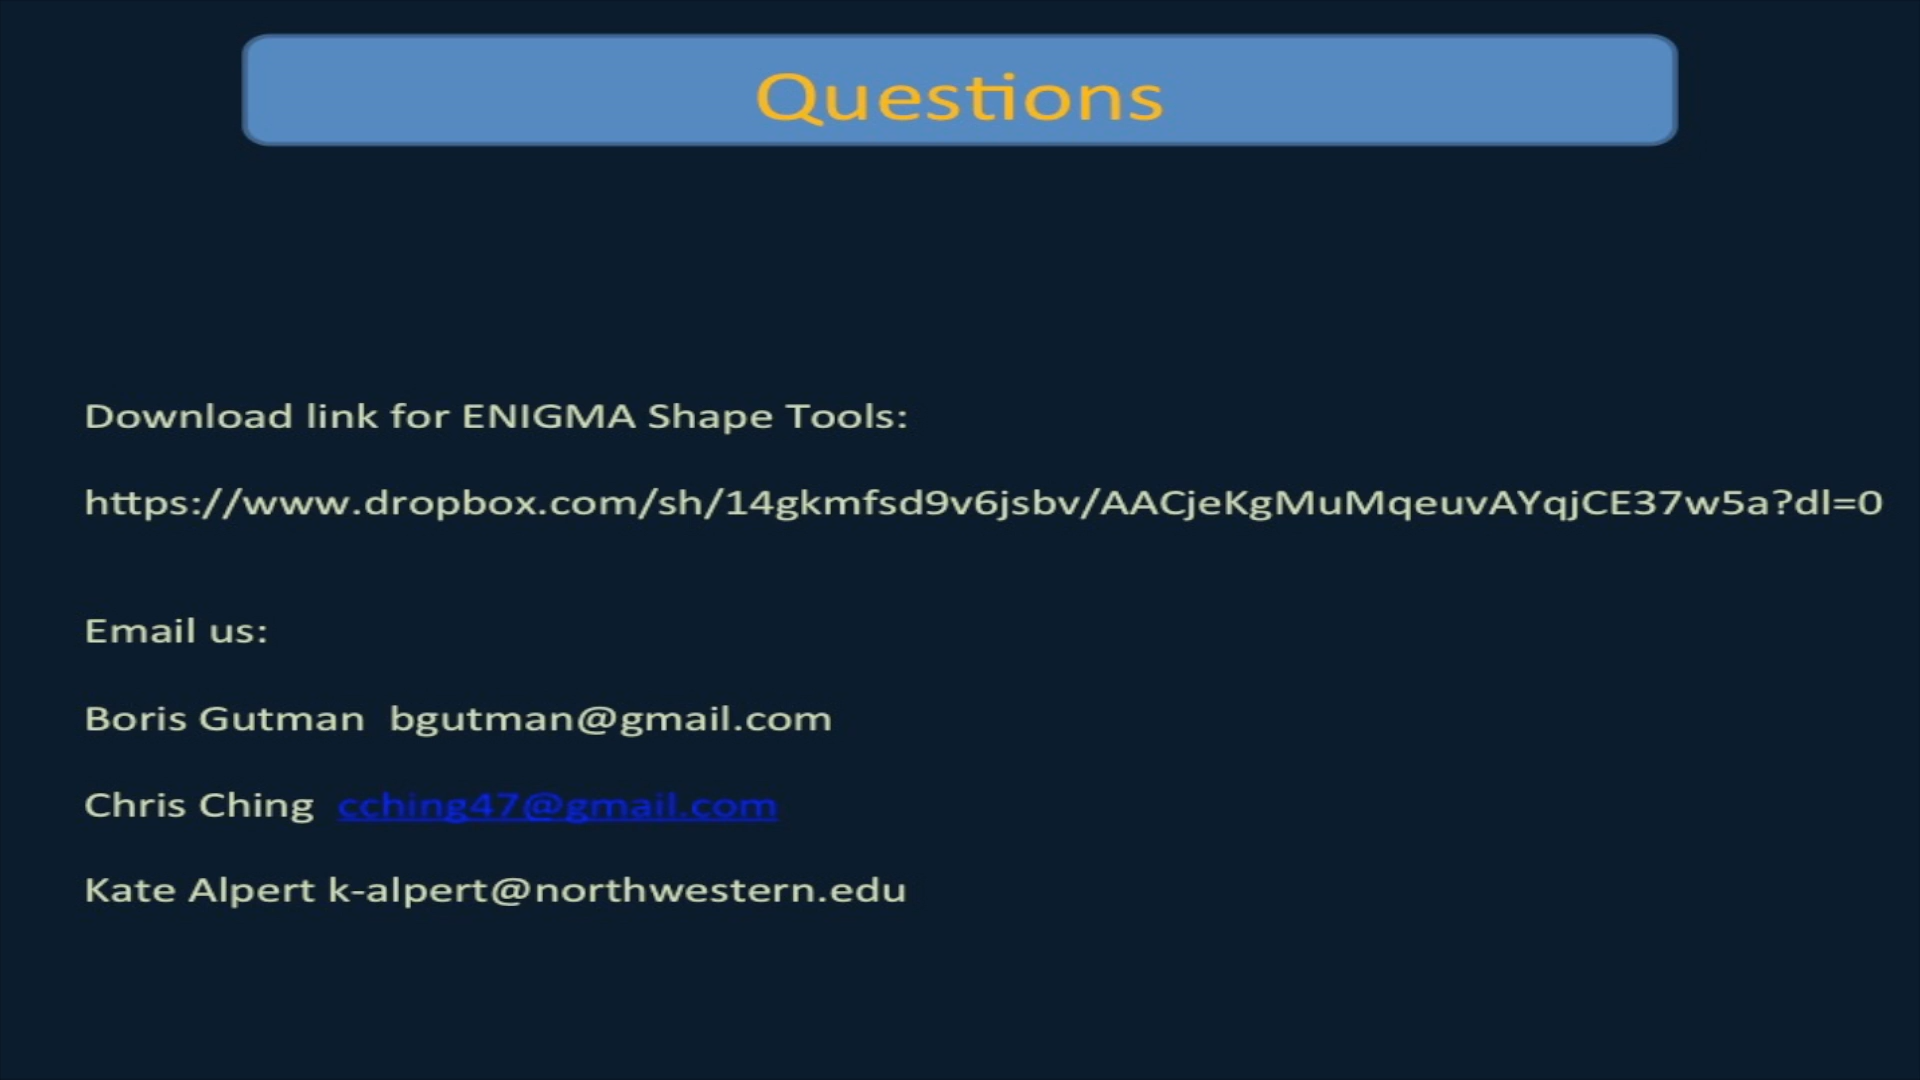 Questions
Download link for ENIGMA Shape Tools:
https://www.dropbox.com/sh/14gkmfsd9v6jsbv/AACjeKgMuMqeuvAYqjCE37w5a?dl=0
Email us:
Boris Gutman  bgutman@gmail.com
Chris Ching  cching47@gmail.com
Kate Alpert k-alpert@northwestern.edu